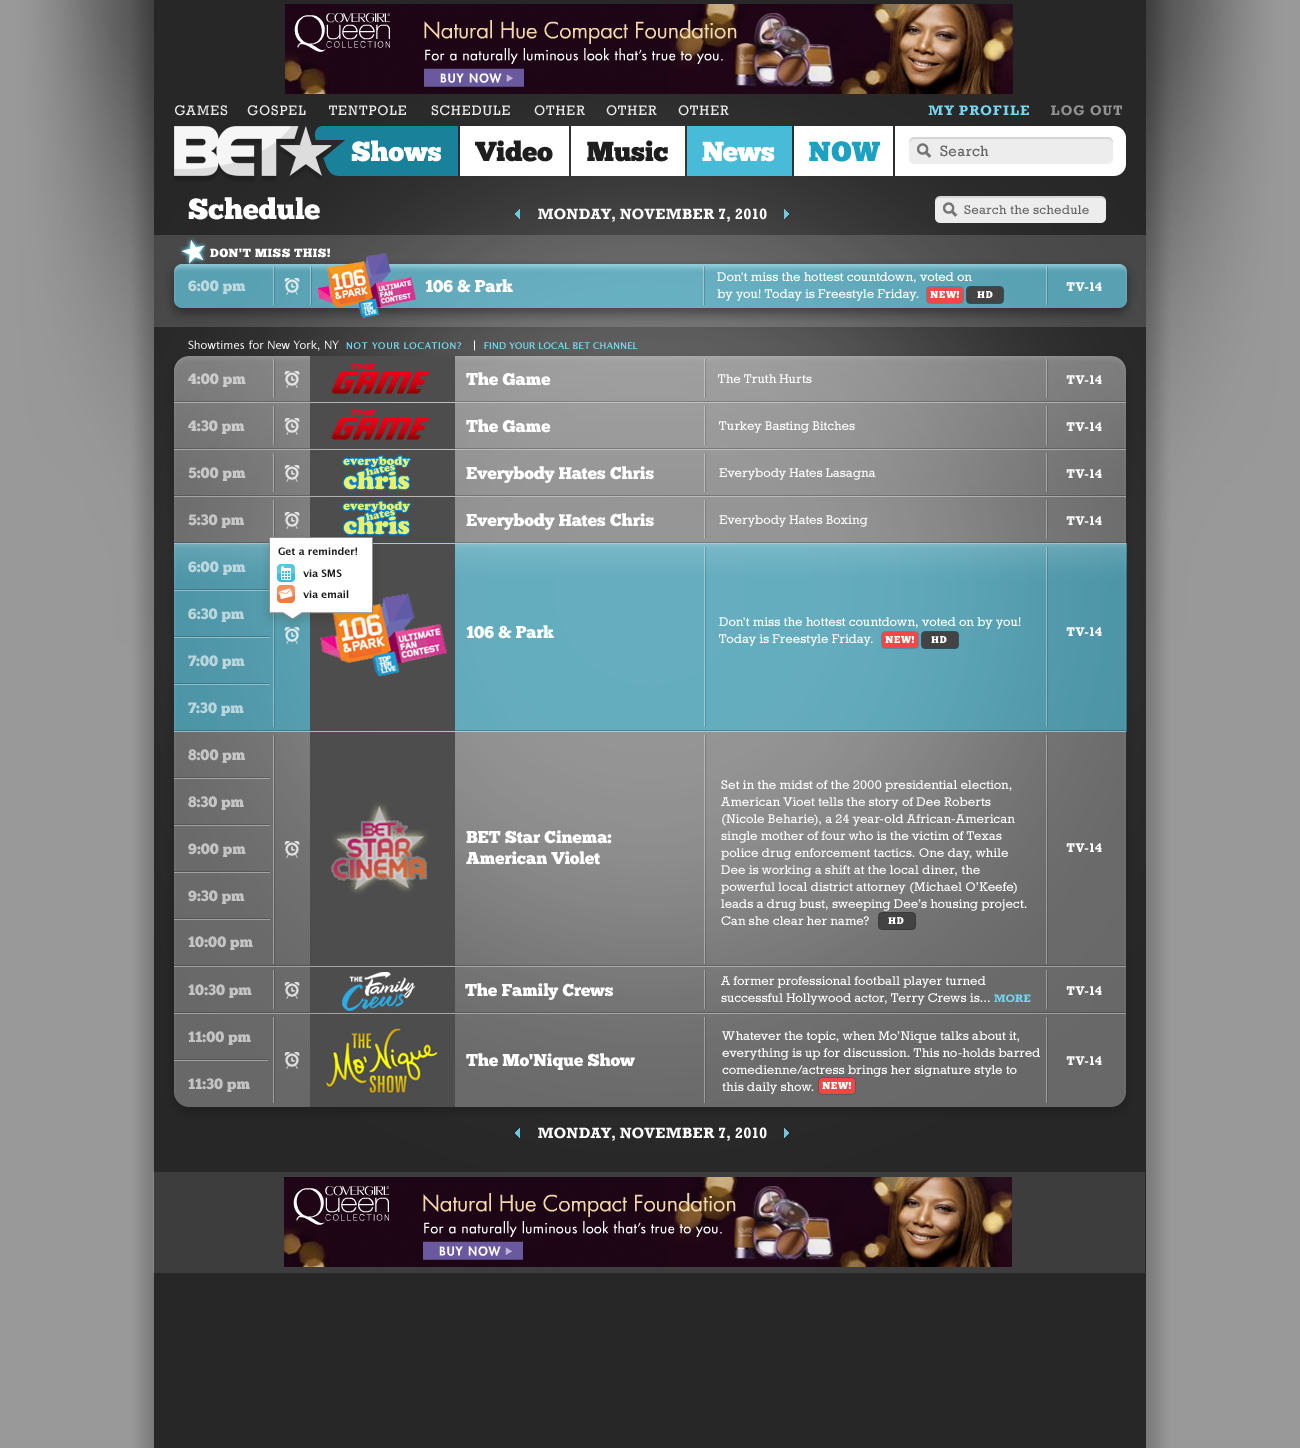 COVERGIRL
Queen
COLLECTION
Natural Hue Compact Foundation
For a naturally luminous look that's true to you.
BUY NOW
GAMES GOSPEL TENTPOLE SCHEDULE OTHER OTHER OTHER MY PROFILE LOG OUT
BET Shows Video Music News NOW Search
Schedule MONDAY, NOVEMBER 7, 2010 Search the schedule
DON'T MISS THIS!
6:00 pm 106 & PARK ULTIMATE FAN CONTEST TOP TEN LIVE 106 & Park Don't miss the hottest countdown, voted on
by you! Today is Freestyle Friday. NEW! HD TV-14
Showtimes for New York, NY NOT YOUR LOCATION? | FIND YOUR LOCAL BET CHANNEL
4:00 pm THE GAME The Game The Truth Hurts TV-14
4:30 pm THE GAME The Game Turkey Basting Bitches TV-14
5:00 pm everybody hates chris Everybody Hates Chris Everybody Hates Lasagna TV-14
5:30 pm everybody hates chris Everybody Hates Chris Everybody Hates Boxing TV-14
Get a reminder!
via SMS
via email
6:00 pm
6:30 pm
7:00 pm
7:30 pm
106 & PARK ULTIMATE FAN CONTEST TOP TEN LIVE
106 & Park
Don't miss the hottest countdown, voted on by you!
Today is Freestyle Friday. NEW! HD
TV-14
8:00 pm
8:30 pm
9:00 pm
9:30 pm
10:00 pm
BET STAR CINEMA
BET Star Cinema:
American Violet
Set in the midst of the 2000 presidential election,
American Vioet tells the story of Dee Roberts
(Nicole Beharie), a 24 year-old African-American
single mother of four who is the victim of Texas
police drug enforcement tactics. One day, while
Dee is working a shift at the local diner, the
powerful local district attorney (Michael O'Keefe)
leads a drug bust, sweeping Dee's housing project.
Can she clear her name? HD
TV-14
10:30 pm THE Family Crews The Family Crews A former professional football player turned
successful Hollywood actor, Terry Crews is... MORE
TV-14
11:00 pm
11:30 pm
THE Mo'Nique SHOW
The Mo'Nique Show
Whatever the topic, when Mo'Nique talks about it,
everything is up for discussion. This no-holds barred
comedienne/actress brings her signature style to
this daily show. NEW!
TV-14
MONDAY, NOVEMBER 7, 2010
COVERGIRL
Queen
COLLECTION
Natural Hue Compact Foundation
For a naturally luminous look that's true to you.
BUY NOW